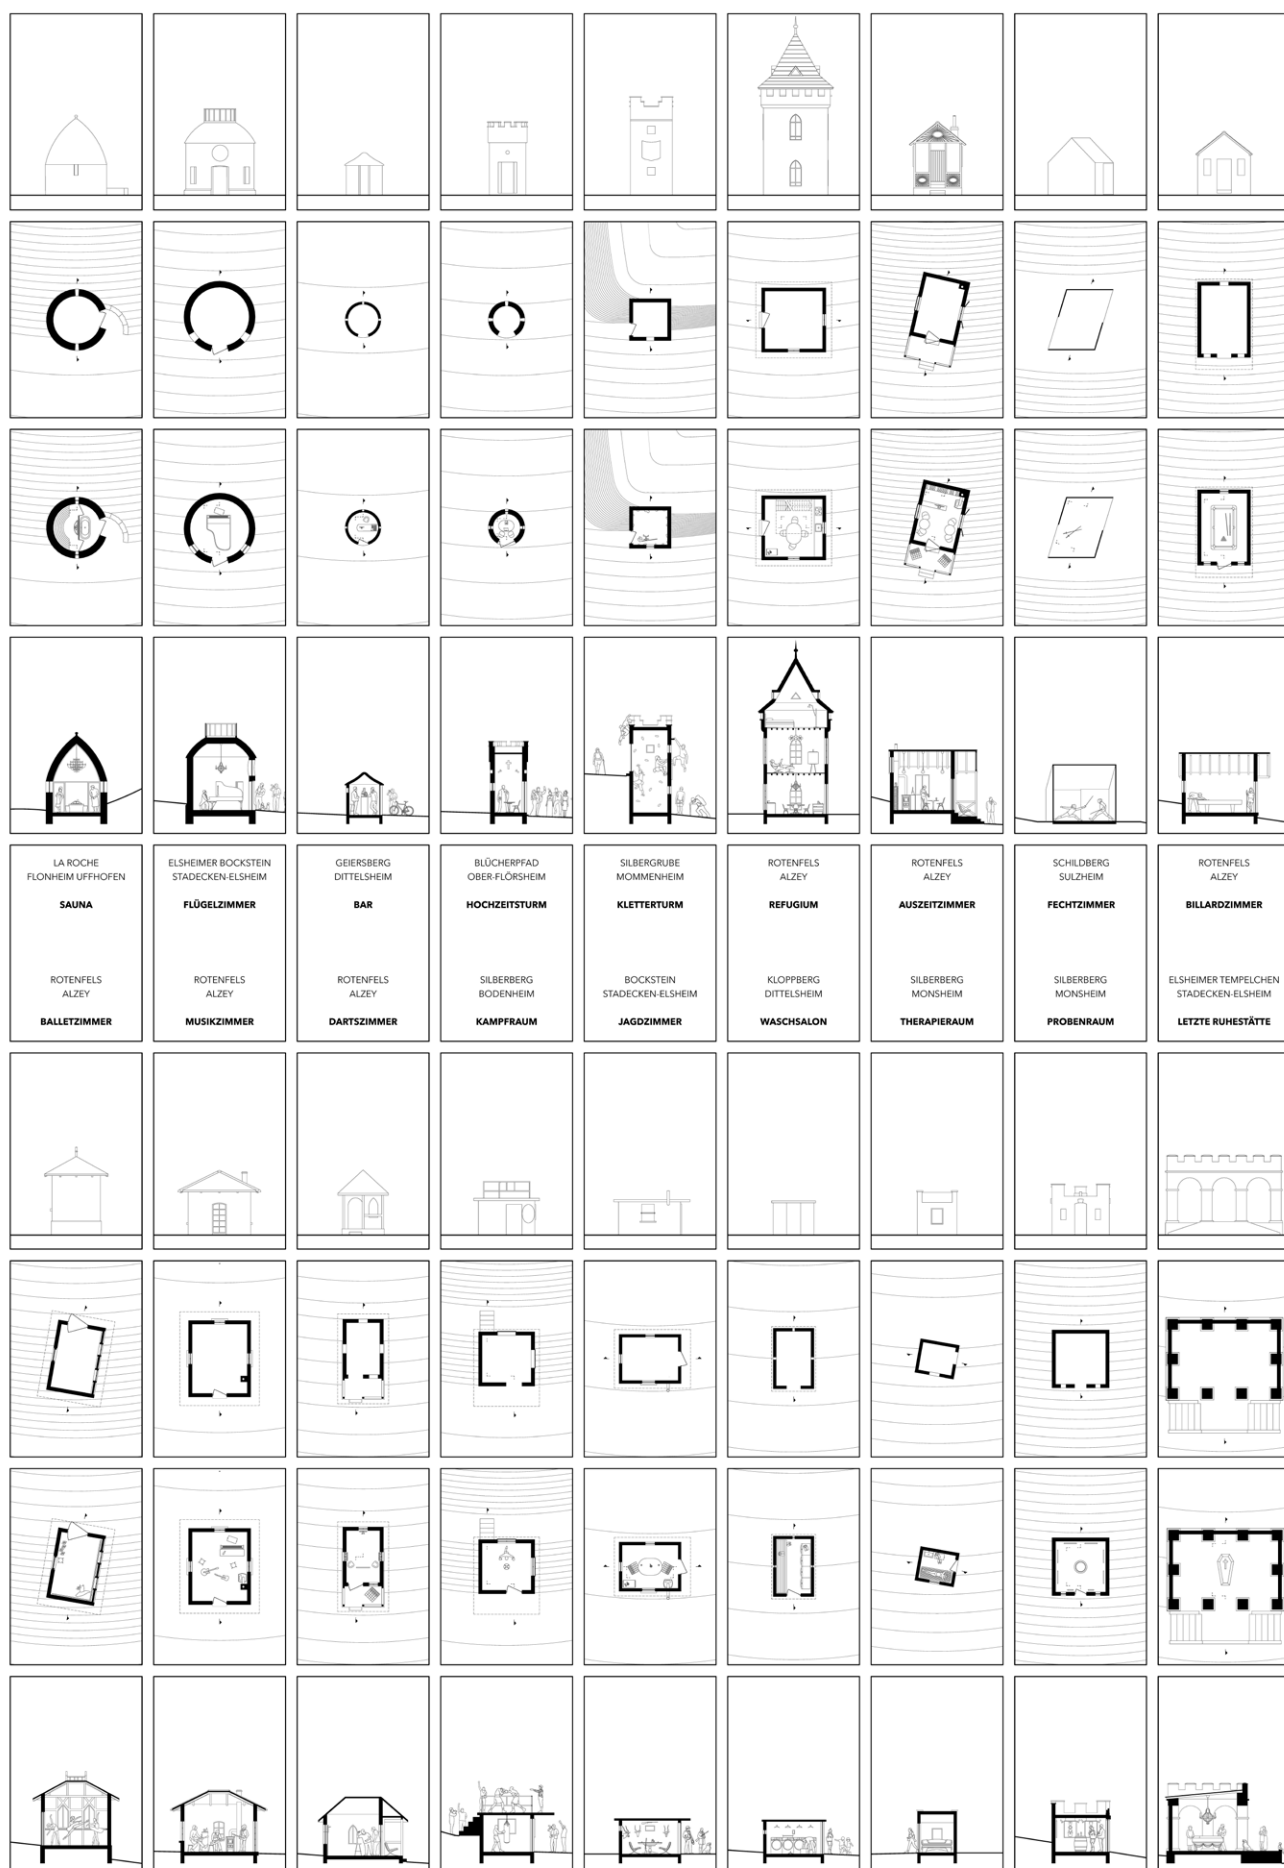 LA ROCHE
FLONHEIM UFFHOFEN
SAUNA
ROTENFELS
ALZEY
BALLETZIMMER
ELSHEIMER BOCKSTEIN
STADECKEN-ELSHEIM
FLÜGELZIMMER
ROTENFELS
ALZEY
MUSIKZIMMER
GEIERSBERG
DITTELSHEIM
BAR
ROTENFELS
ALZEY
DARTSZIMMER
BLÜCHERPFAD
OBER-FLÖRSHEIM
HOCHZEITSTURM
SILBERBERG
BODENHEIM
KAMPFRAUM
SILBERGRUBE
MOMMENHEIM
KLETTERTURM
BOCKSTEIN
STADECKEN-ELSHEIM
JAGDZIMMER
ROTENFELS
ALZEY
REFUGIUM
KLOPPBERG
DITTELSHEIM
WASCHSALON
ROTENFELS
ALZEY
AUSZEITZIMMER
SILBERBERG
MONSHEIM
THERAPIERAUM
SCHILDBERG
SULZHEIM
FECHTZIMMER
SILBERBERG
MONSHEIM
PROBENRAUM
ROTENFELS
ALZEY
BILLARDZIMMER
ELSHEIMER TEMPELCHEN
STADECKEN-ELSHEIM
LETZTE RUHESTÄTTE